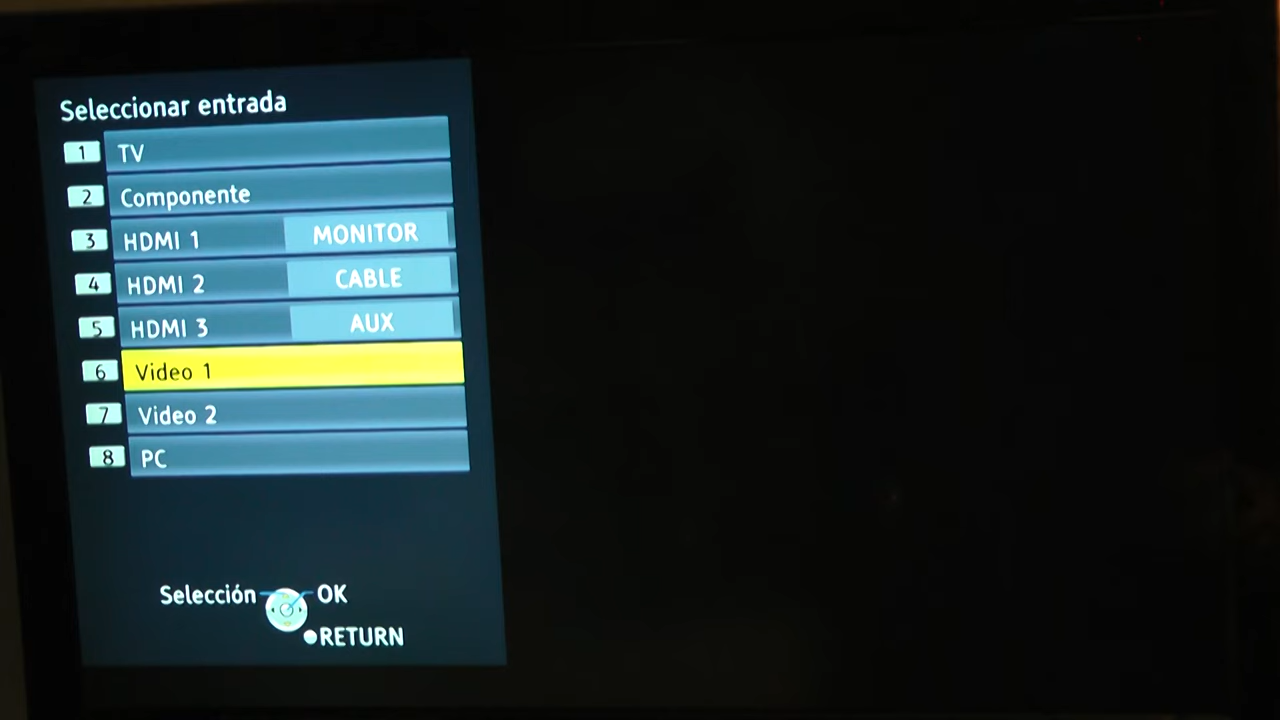 Seleccionar entrada
1 TV
2 Componente
3 HDMI 1 MONITOR
4 HDMI 2 CABLE
5 HDMI 3 AUX
6 Video 1
7 Video 2
8 PC
Selección OK
RETURN